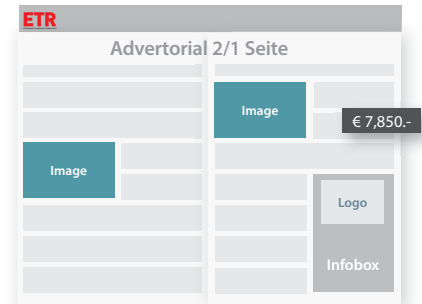 ETR
Advertorial 2/1 Seite
Image
€ 7,850.-
Image
Logo
Infobox